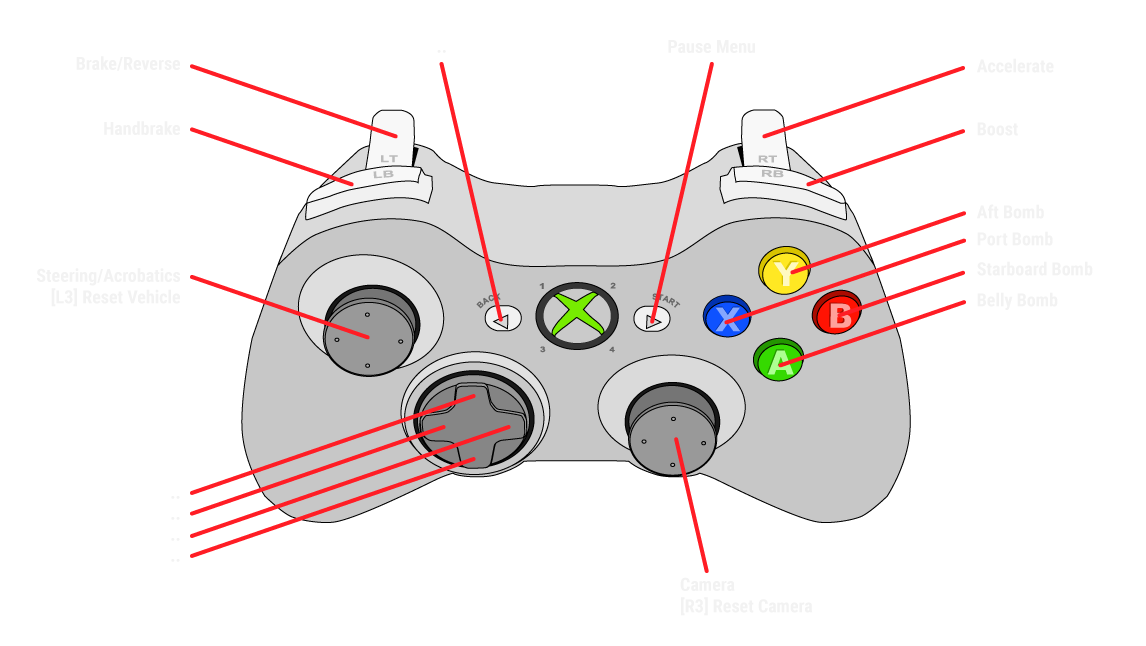 ..
Pause Menu
Brake/Reverse
Accelerate
Handbrake
Boost
LT
LB
RT
RB
Aft Bomb
Port Bomb
Starboard Bomb
Belly Bomb
Steering/Acrobatics
[L3] Reset Vehicle
1
2
BACK
START
3
4
Y
X
B
A
..
..
..
..
Camera
[R3] Reset Camera